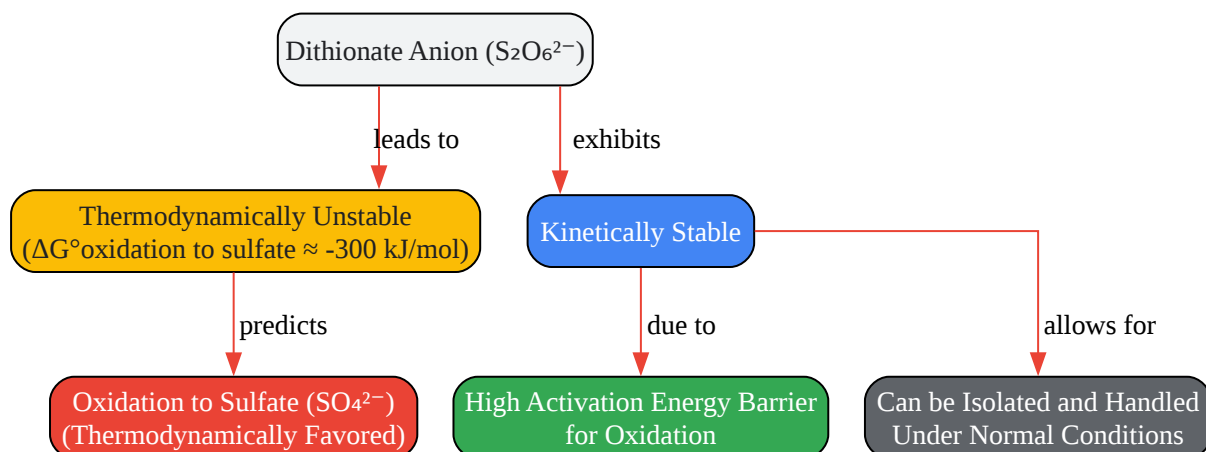 Dithionate Anion (S₂O₆²⁻)
leads to
exhibits
Thermodynamically Unstable
(ΔG°oxidation to sulfate ≈ -300 kJ/mol)
Kinetically Stable
predicts
due to
allows for
Oxidation to Sulfate (SO₄²⁻)
(Thermodynamically Favored)
High Activation Energy Barrier
for Oxidation
Can be Isolated and Handled
Under Normal Conditions